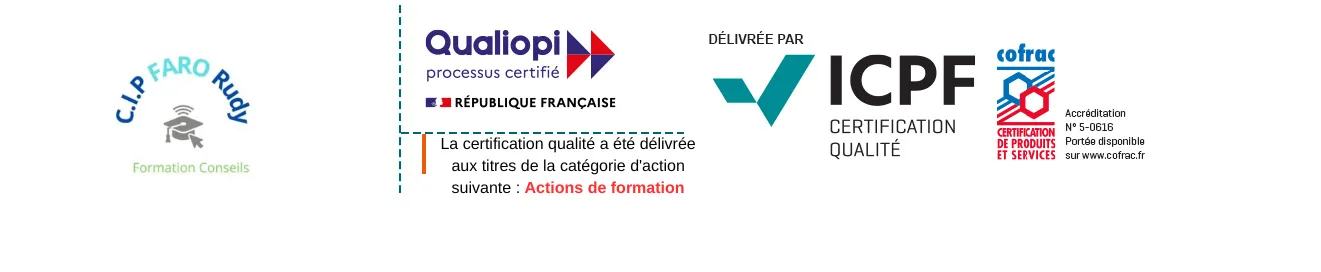 C.I.P FARO Rudy
Formation Conseils
Qualiopi
processus certifié
RÉPUBLIQUE FRANÇAISE
La certification qualité a été délivrée
aux titres de la catégorie d'action
suivante : Actions de formation
DÉLIVRÉE PAR
ICPF
CERTIFICATION
QUALITÉ
cofrac
CERTIFICATION
DE PRODUITS
ET SERVICES
Accréditation
N° 5-0616
Portée disponible
sur www.cofrac.fr